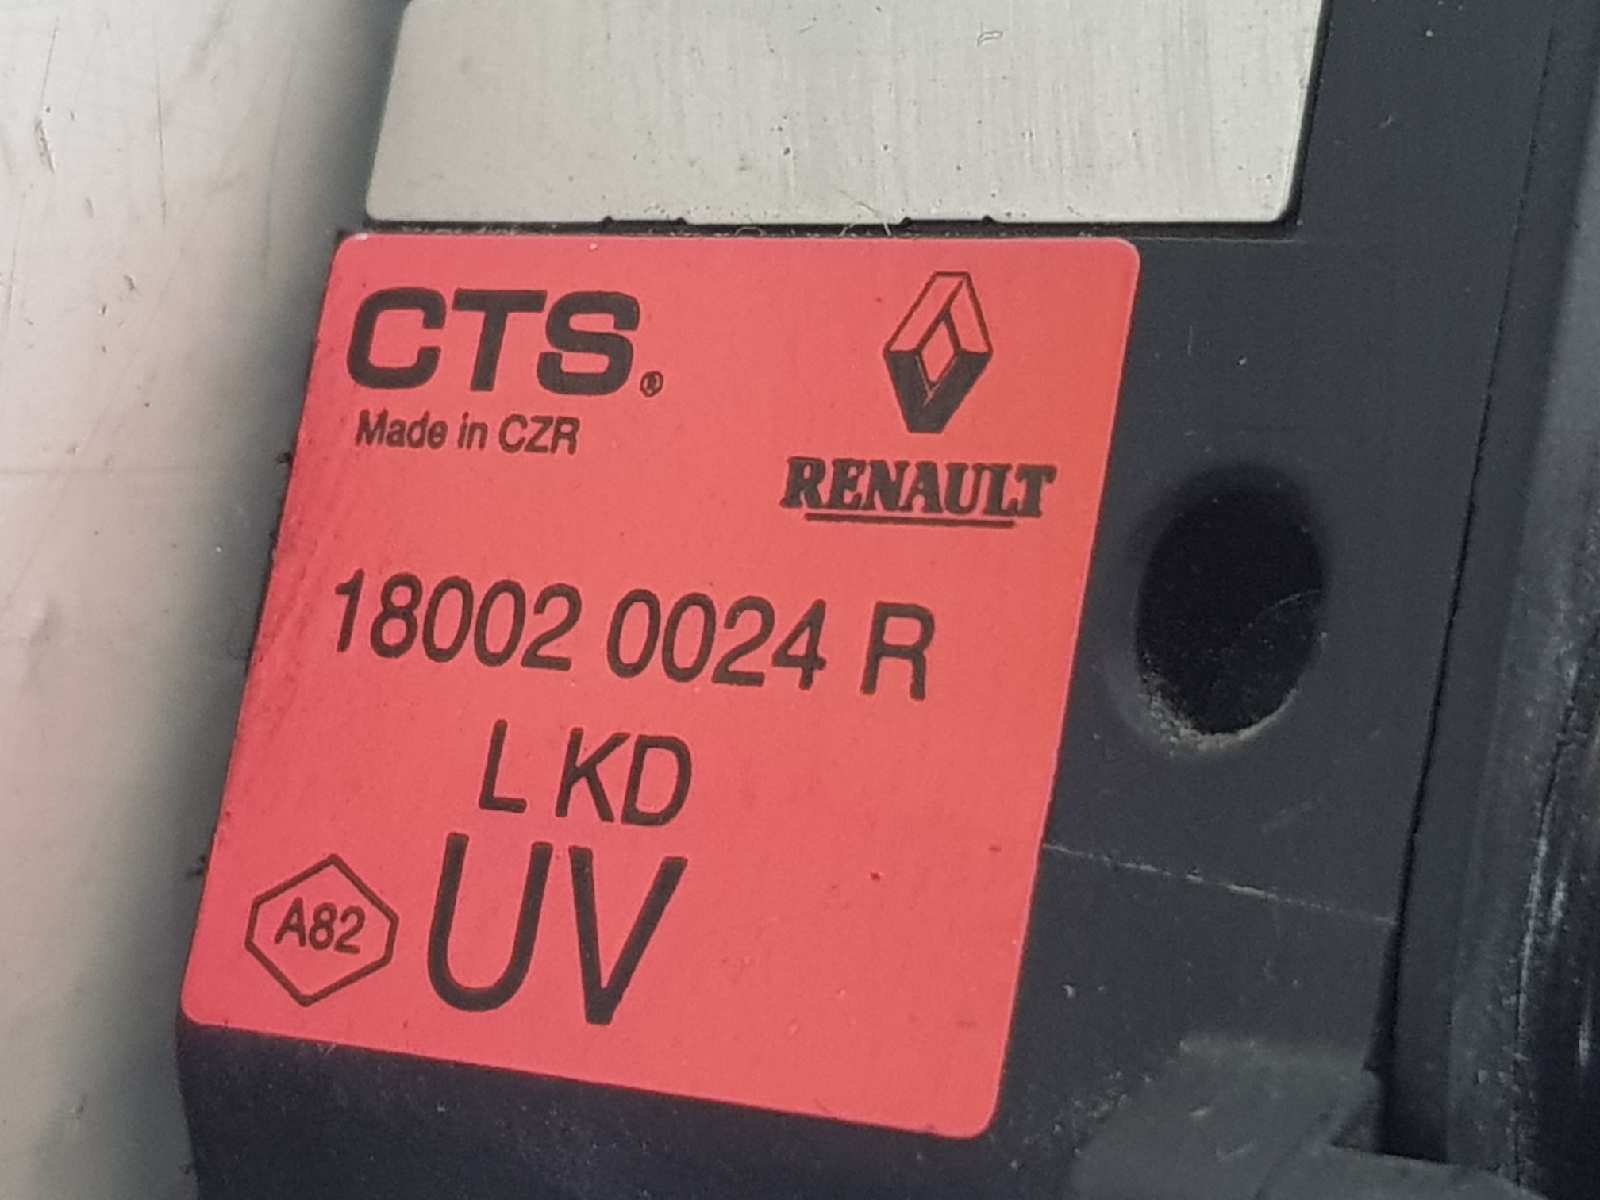 CTS®
Made in CZR
RENAULT
18002 0024 R
L KD
A82
UV